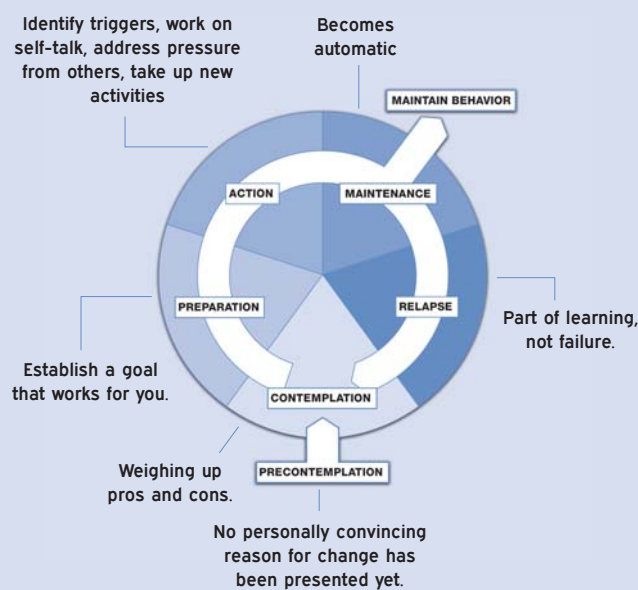 Identify triggers, work on
self-talk, address pressure
from others, take up new
activities
Becomes
automatic
MAINTAIN BEHAVIOR
ACTION
MAINTENANCE
PREPARATION
RELAPSE
Part of learning,
not failure.
Establish a goal
that works for you.
CONTEMPLATION
Weighing up
pros and cons.
PRECONTEMPLATION
No personally convincing
reason for change has
been presented yet.